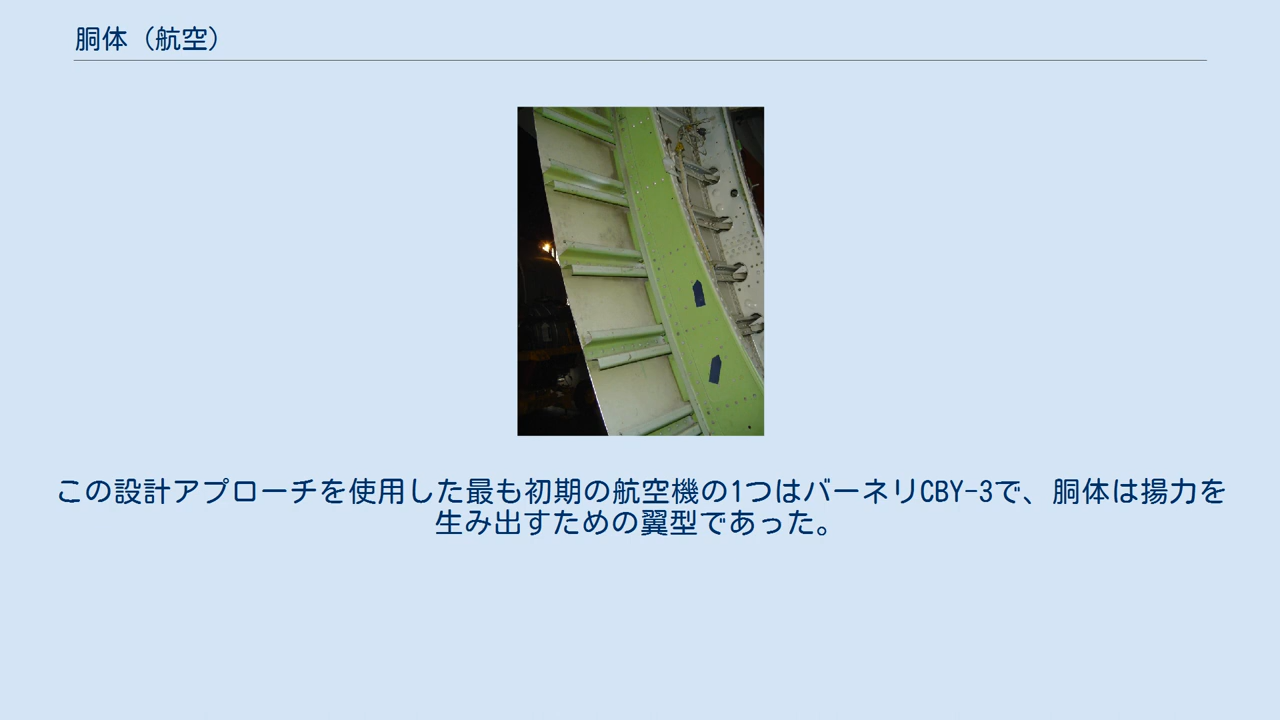 胴体（航空）
この設計アプローチを使用した最も初期の航空機の1つはバーネリCBY-3で、胴体は揚力を
生み出すための翼型であった。